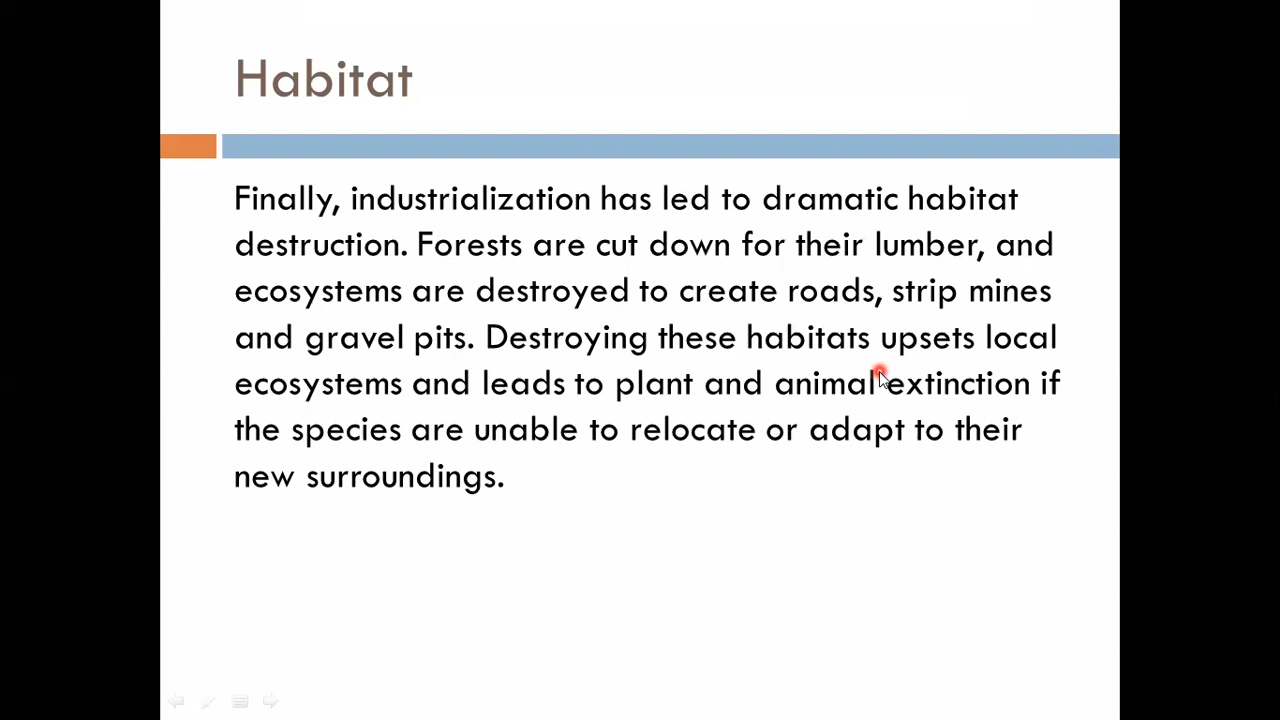 Habitat
Finally, industrialization has led to dramatic habitat
destruction. Forests are cut down for their lumber, and
ecosystems are destroyed to create roads, strip mines
and gravel pits. Destroying these habitats upsets local
ecosystems and leads to plant and animal extinction if
the species are unable to relocate or adapt to their
new surroundings.